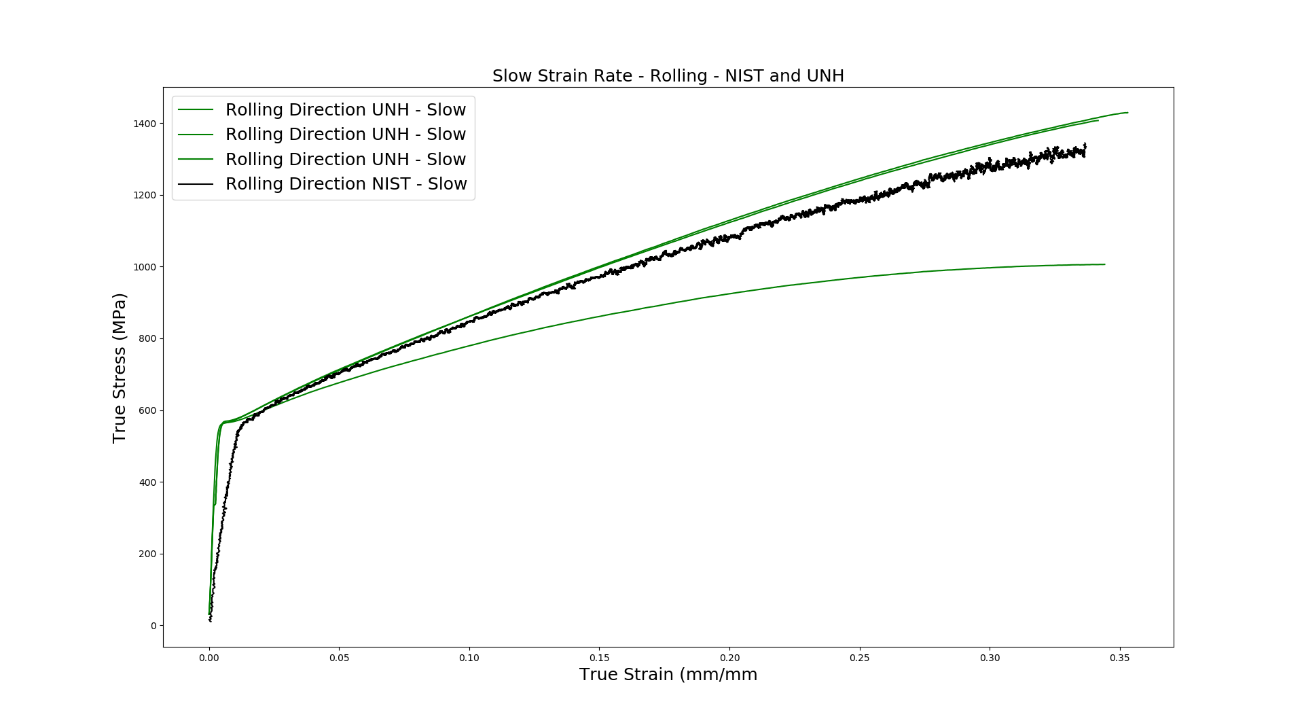 Slow Strain Rate - Rolling - NIST and UNH
Rolling Direction UNH - Slow
Rolling Direction UNH - Slow
Rolling Direction UNH - Slow
Rolling Direction NIST - Slow
True Stress (MPa)
1400
1200
1000
800
600
400
200
0
0.00 0.05 0.10 0.15 0.20 0.25 0.30 0.35
True Strain (mm/mm